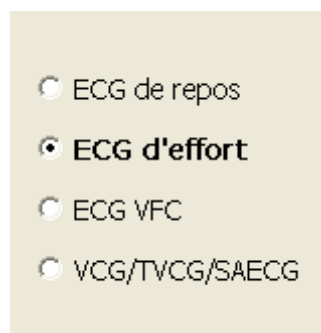 ECG de repos
ECG d'effort
ECG VFC
VCG/TVCG/SAECG